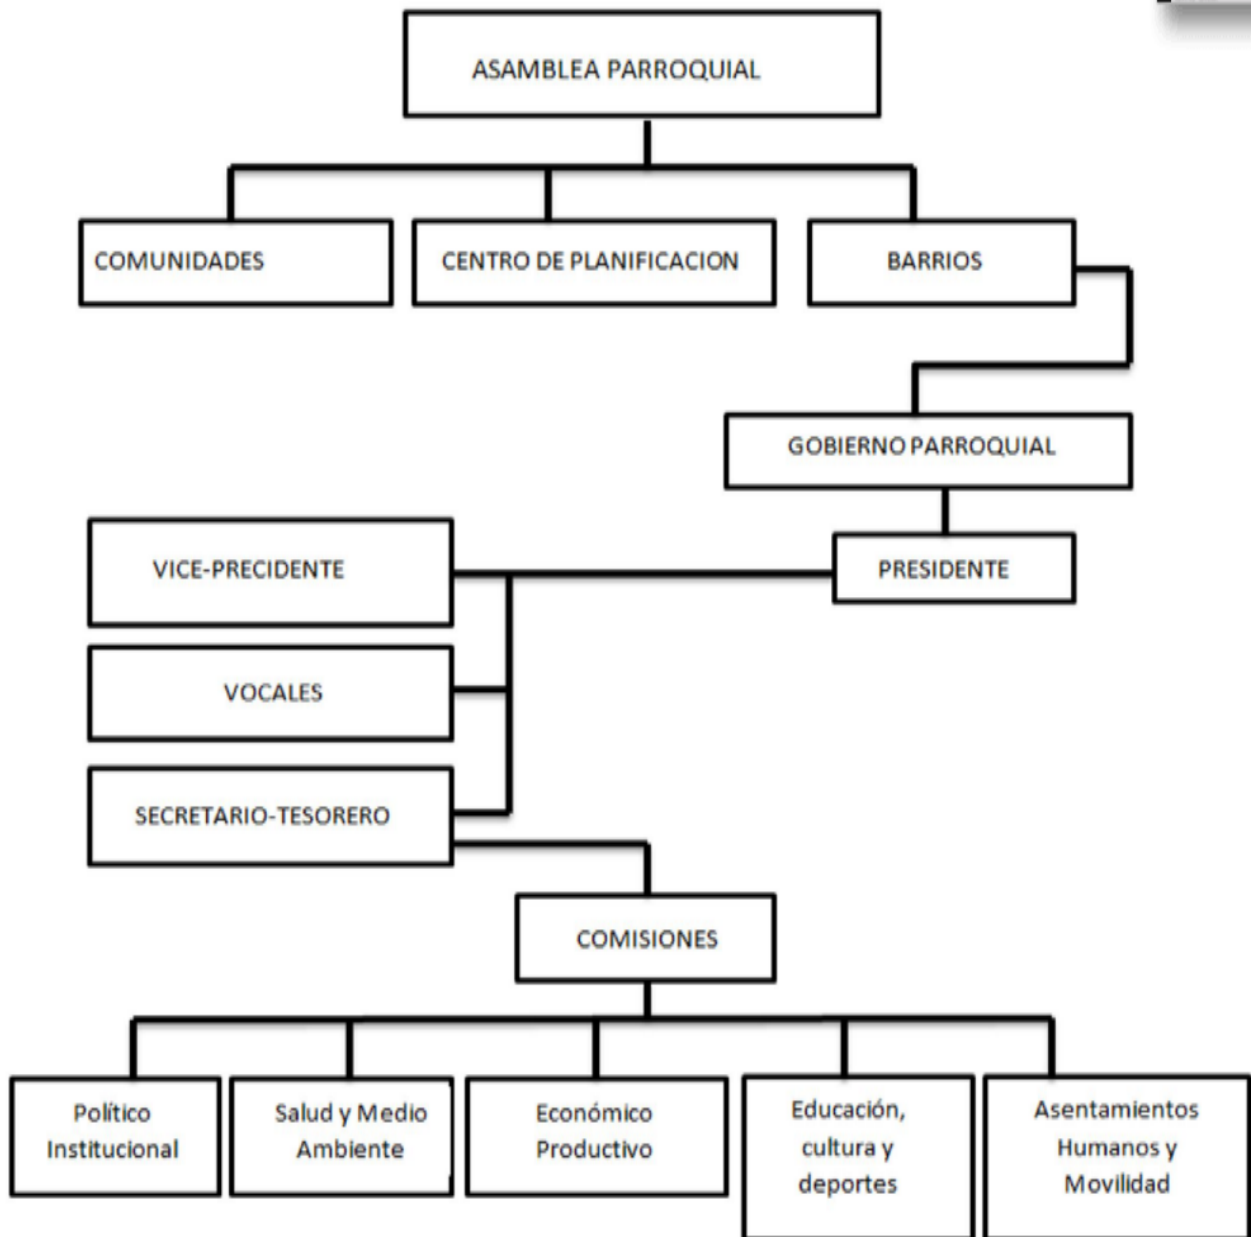 ASAMBLEA PARROQUIAL
COMUNIDADES
CENTRO DE PLANIFICACION
BARRIOS
GOBIERNO PARROQUIAL
VICE-PRECIDENTE
PRESIDENTE
VOCALES
SECRETARIO-TESORERO
COMISIONES
Político
Institucional
Salud y Medio
Ambiente
Económico
Productivo
Educación,
cultura y
deportes
Asentamientos
Humanos y
Movilidad